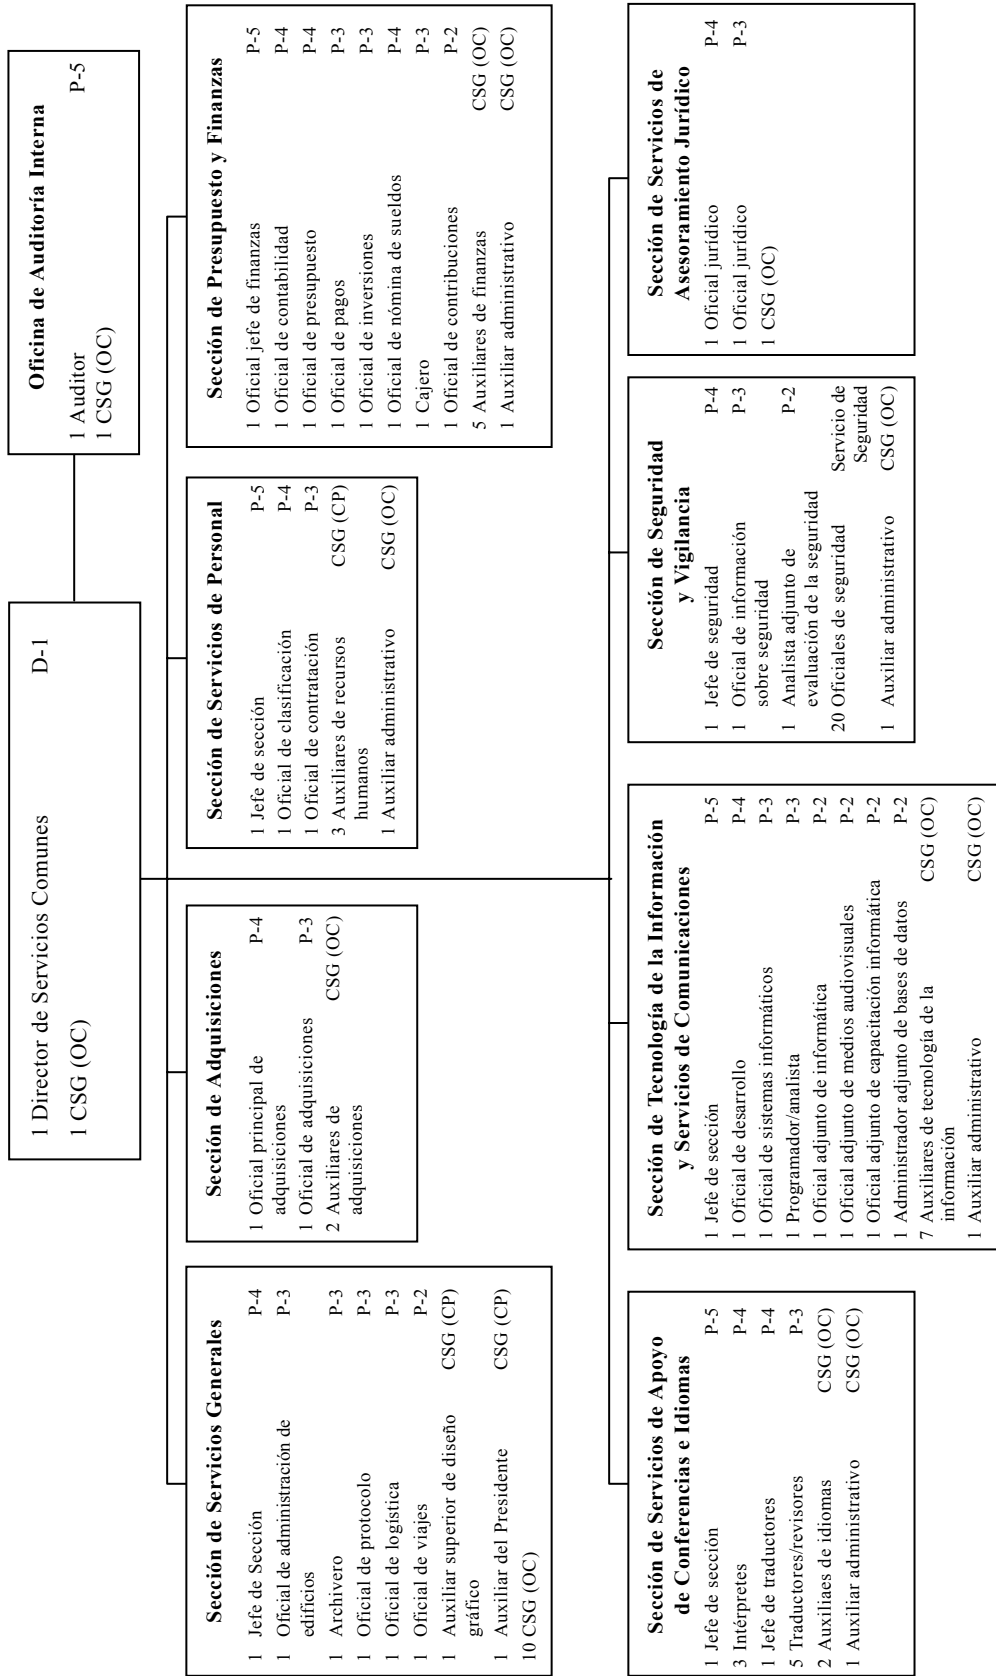 1 Director de Servicios Comunes D-1
1 CSG (OC)
Oficina de Auditoría Interna
1 Auditor P-5
1 CSG (OC)
Sección de Servicios Generales
1 Jefe de Sección P-4
1 Oficial de administración de P-3
edificios
1 Archivero P-3
1 Oficial de protocolo P-3
1 Oficial de logística P-3
1 Oficial de viajes P-2
1 Auxiliar superior de diseño CSG (CP)
gráfico
1 Auxiliar del Presidente CSG (CP)
10 CSG (OC)
Sección de Adquisiciones
1 Oficial principal de P-4
adquisiciones
1 Oficial de adquisiciones P-3
2 Auxiliares de CSG (OC)
adquisiciones
Sección de Servicios de Personal
1 Jefe de sección P-5
1 Oficial de clasificación P-4
1 Oficial de contratación P-3
3 Auxiliares de recursos CSG (CP)
humanos
1 Auxiliar administrativo CSG (OC)
Sección de Presupuesto y Finanzas
1 Oficial jefe de finanzas P-5
1 Oficial de contabilidad P-4
1 Oficial de presupuesto P-4
1 Oficial de pagos P-3
1 Oficial de inversiones P-3
1 Oficial de nómina de sueldos P-4
1 Cajero P-3
1 Oficial de contribuciones P-2
5 Auxiliares de finanzas CSG (OC)
1 Auxiliar administrativo CSG (OC)
Sección de Servicios de Apoyo
de Conferencias e Idiomas
1 Jefe de sección P-5
3 Intérpretes P-4
1 Jefe de traductores P-4
5 Traductores/revisores P-3
2 Auxiliaes de idiomas CSG (OC)
1 Auxiliar administrativo CSG (OC)
Sección de Tecnología de la Información
y Servicios de Comunicaciones
1 Jefe de sección P-5
1 Oficial de desarrollo P-4
1 Oficial de sistemas informáticos P-3
1 Programador/analista P-3
1 Oficial adjunto de informática P-2
1 Oficial adjunto de medios audiovisuales P-2
1 Oficial adjunto de capacitación informática P-2
1 Administrador adjunto de bases de datos P-2
7 Auxiliares de tecnología de la CSG (OC)
información
1 Auxiliar administrativo CSG (OC)
Sección de Seguridad
y Vigilancia
1 Jefe de seguridad P-4
1 Oficial de información P-3
sobre seguridad
1 Analista adjunto de P-2
evaluación de la seguridad
20 Oficiales de seguridad Servicio de
Seguridad
1 Auxiliar administrativo CSG (OC)
Sección de Servicios de
Asesoramiento Jurídico
1 Oficial jurídico P-4
1 Oficial jurídico P-3
1 CSG (OC)